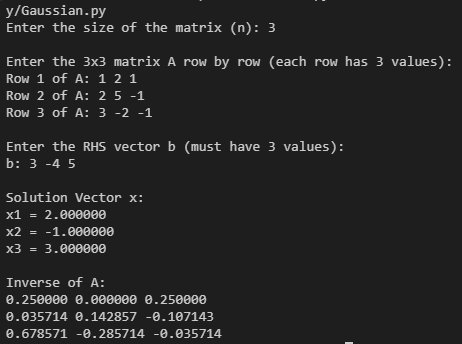 y/Gaussian.py
Enter the size of the matrix (n): 3
Enter the 3x3 matrix A row by row (each row has 3 values):
Row 1 of A: 1 2 1
Row 2 of A: 2 5 -1
Row 3 of A: 3 -2 -1
Enter the RHS vector b (must have 3 values):
b: 3 -4 5
Solution Vector x:
x1 = 2.000000
x2 = -1.000000
x3 = 3.000000
Inverse of A:
0.250000 0.000000 0.250000
0.035714 0.142857 -0.107143
0.678571 -0.285714 -0.035714